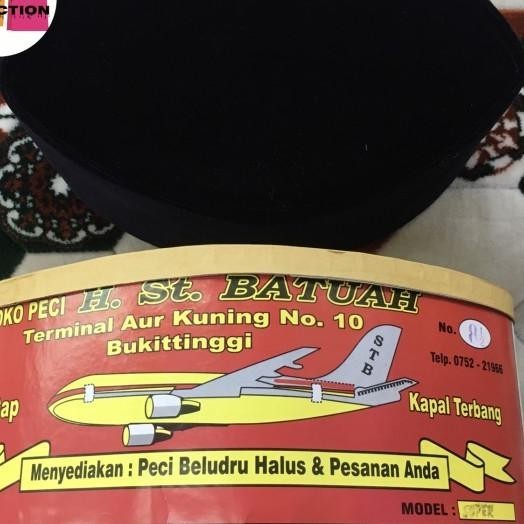 CTION
OKO PECI H. St. BATUAH
Terminal Aur Kuning No. 10
Bukittinggi
No.
Telp. 0752 - 21966
STB
ap
Kapal Terbang
Menyediakan : Peci Beludru Halus & Pesanan Anda
MODEL : SUPER